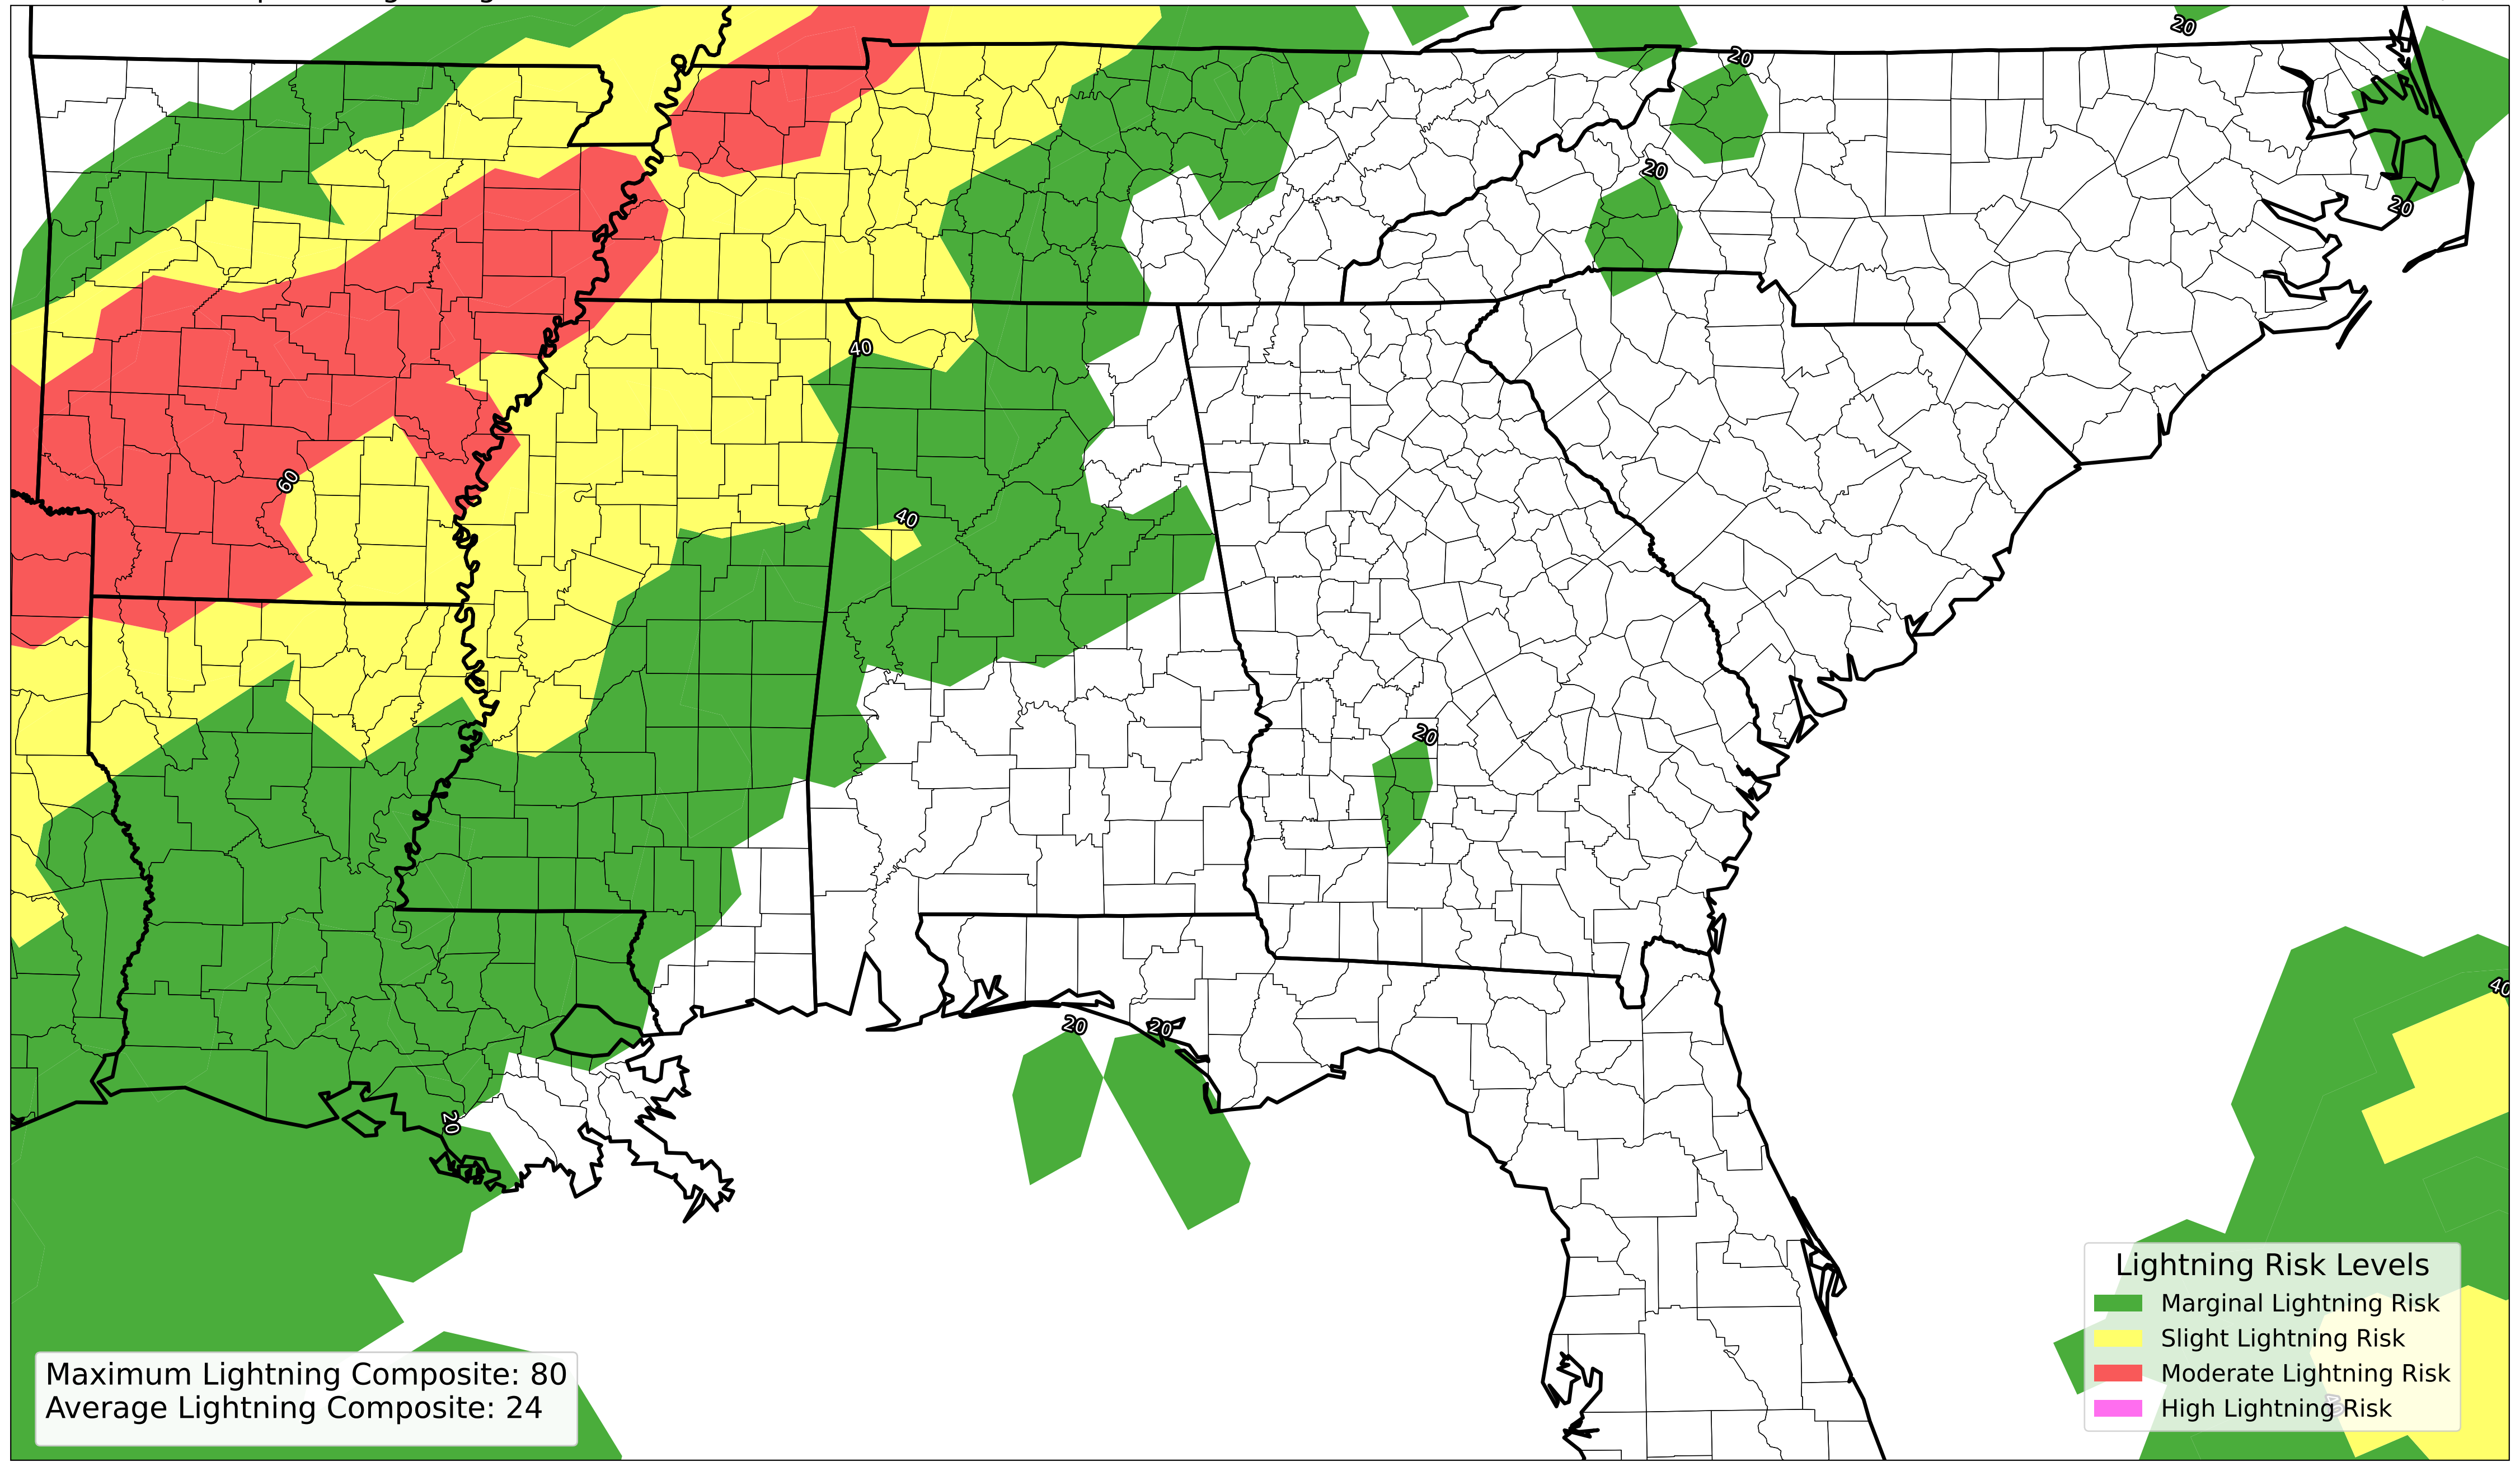 20
20
20
20
40
60
40
20
40
20
20
20
Lightning Risk Levels
Marginal Lightning Risk
Slight Lightning Risk
Moderate Lightning Risk
High Lightning Risk
Maximum Lightning Composite: 80
Average Lightning Composite: 24